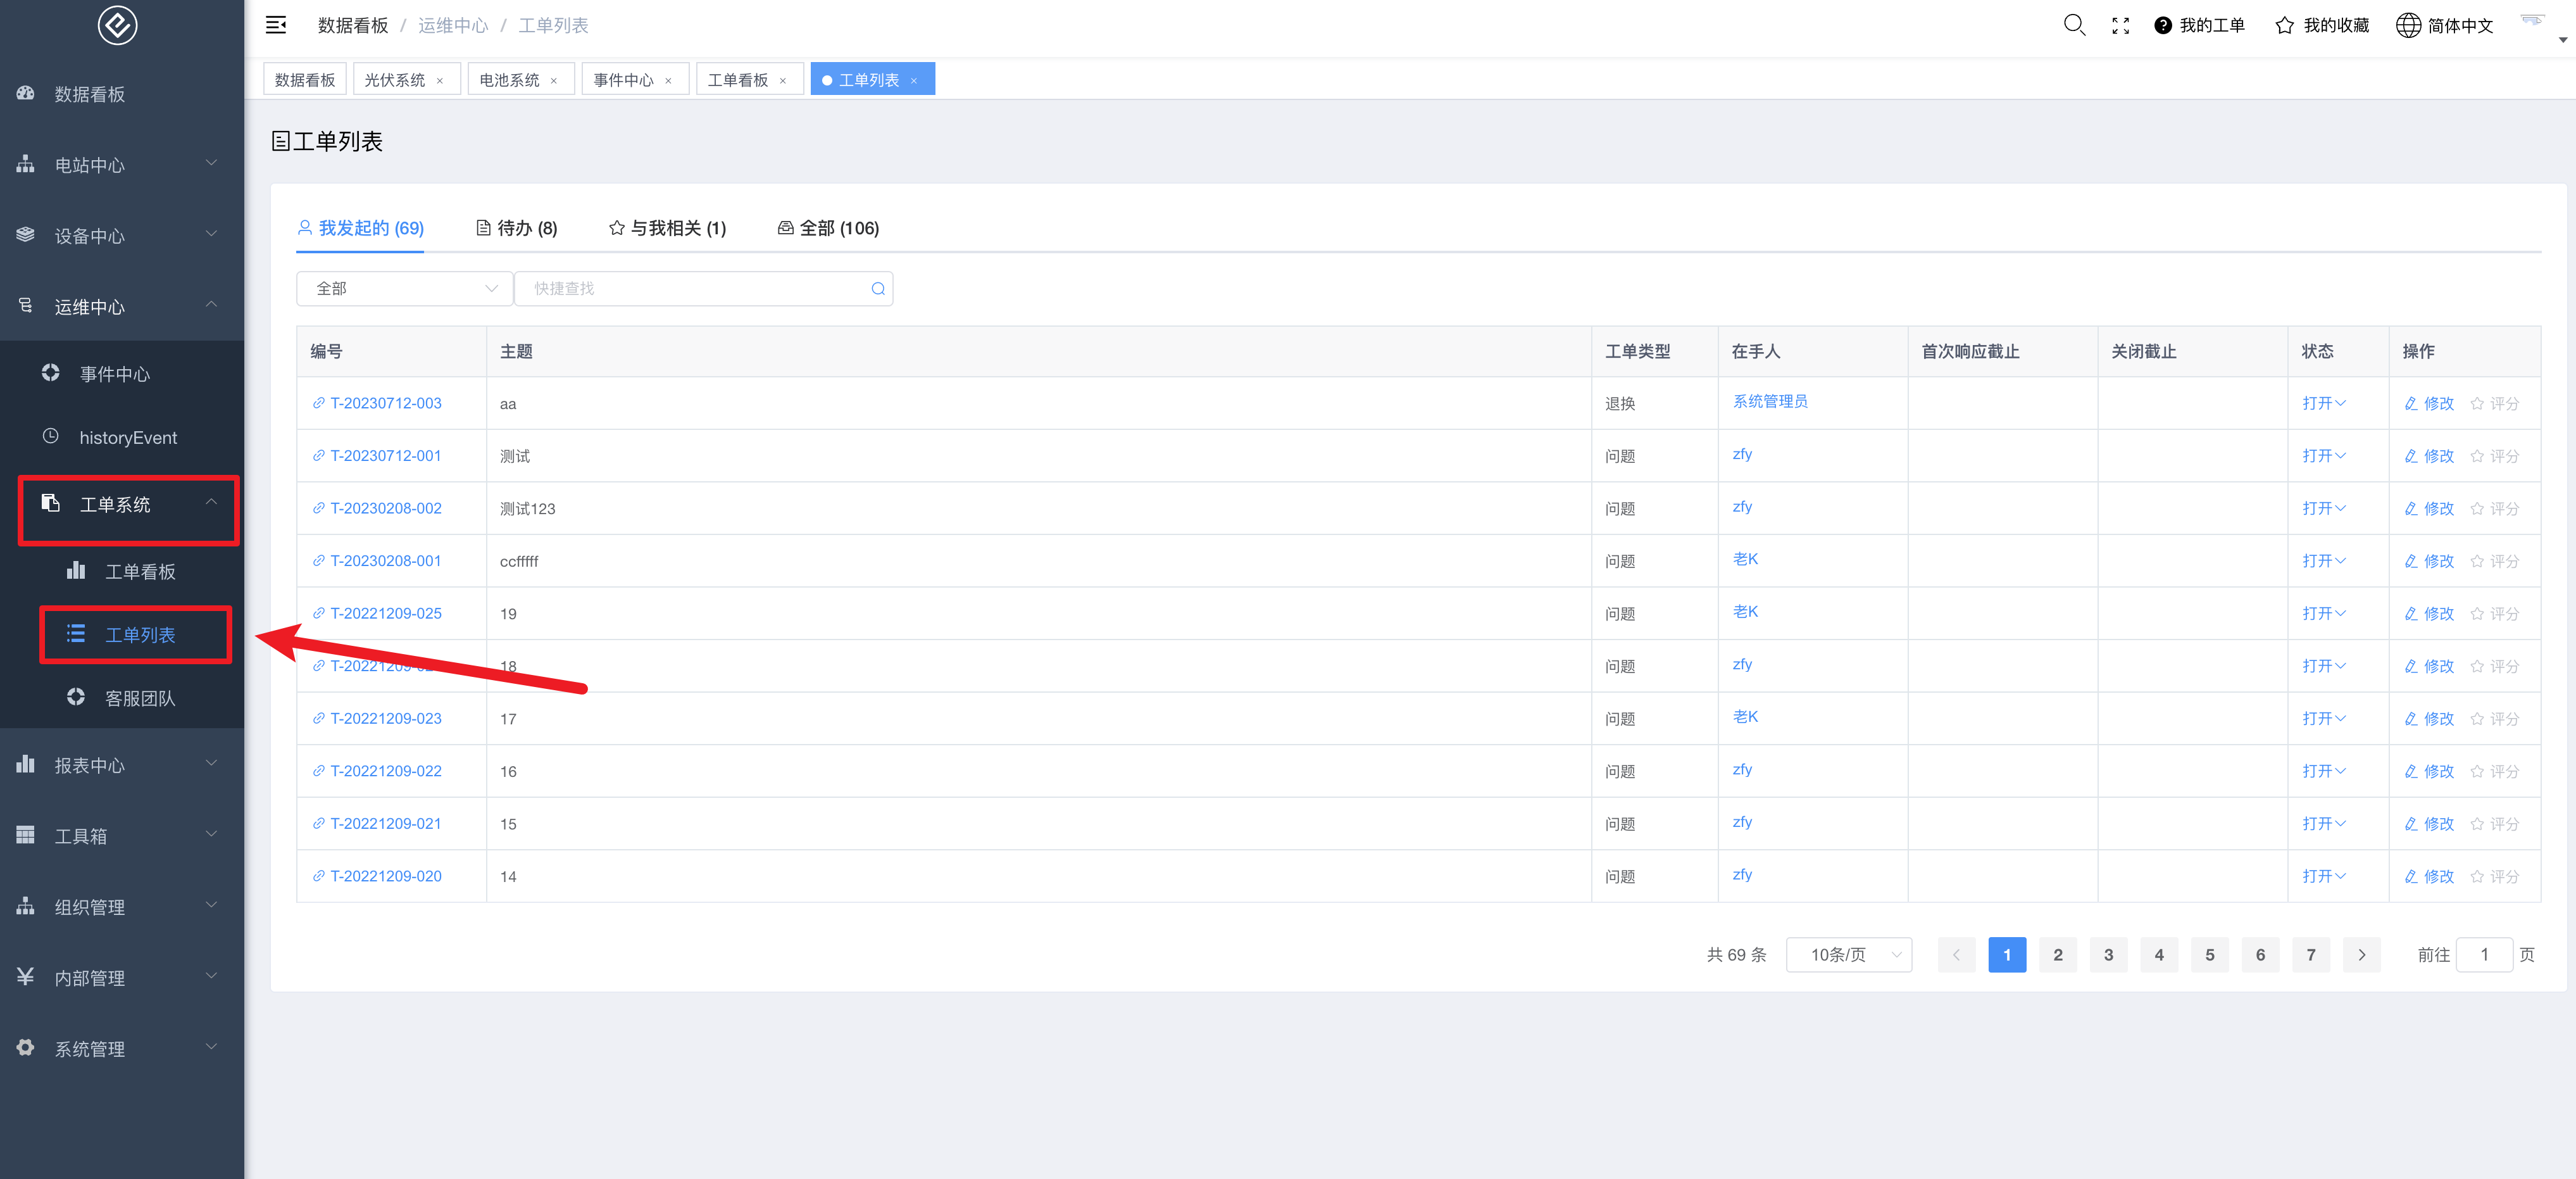 数据看板 / 运维中心 / 工单列表
我的工单 我的收藏 简体中文
数据看板 光伏系统 × 电池系统 × 事件中心 × 工单看板 × 工单列表 ×
数据看板
电站中心
设备中心
运维中心
事件中心
historyEvent
工单系统
工单看板
工单列表
客服团队
报表中心
工具箱
组织管理
内部管理
系统管理
工单列表
我发起的 (69) 待办 (8) 与我相关 (1) 全部 (106)
全部 快捷查找
编号 主题 工单类型 在手人 首次响应截止 关闭截止 状态 操作
T-20230712-003 aa 退换 系统管理员 打开 修改 评分
T-20230712-001 测试 问题 zfy 打开 修改 评分
T-20230208-002 测试123 问题 zfy 打开 修改 评分
T-20230208-001 ccfffff 问题 老K 打开 修改 评分
T-20221209-025 19 问题 老K 打开 修改 评分
18 问题 zfy 打开 修改 评分
T-20221209-023 17 问题 老K 打开 修改 评分
T-20221209-022 16 问题 zfy 打开 修改 评分
T-20221209-021 15 问题 zfy 打开 修改 评分
T-20221209-020 14 问题 zfy 打开 修改 评分
共 69 条 10条/页 1 2 3 4 5 6 7 前往 1 页